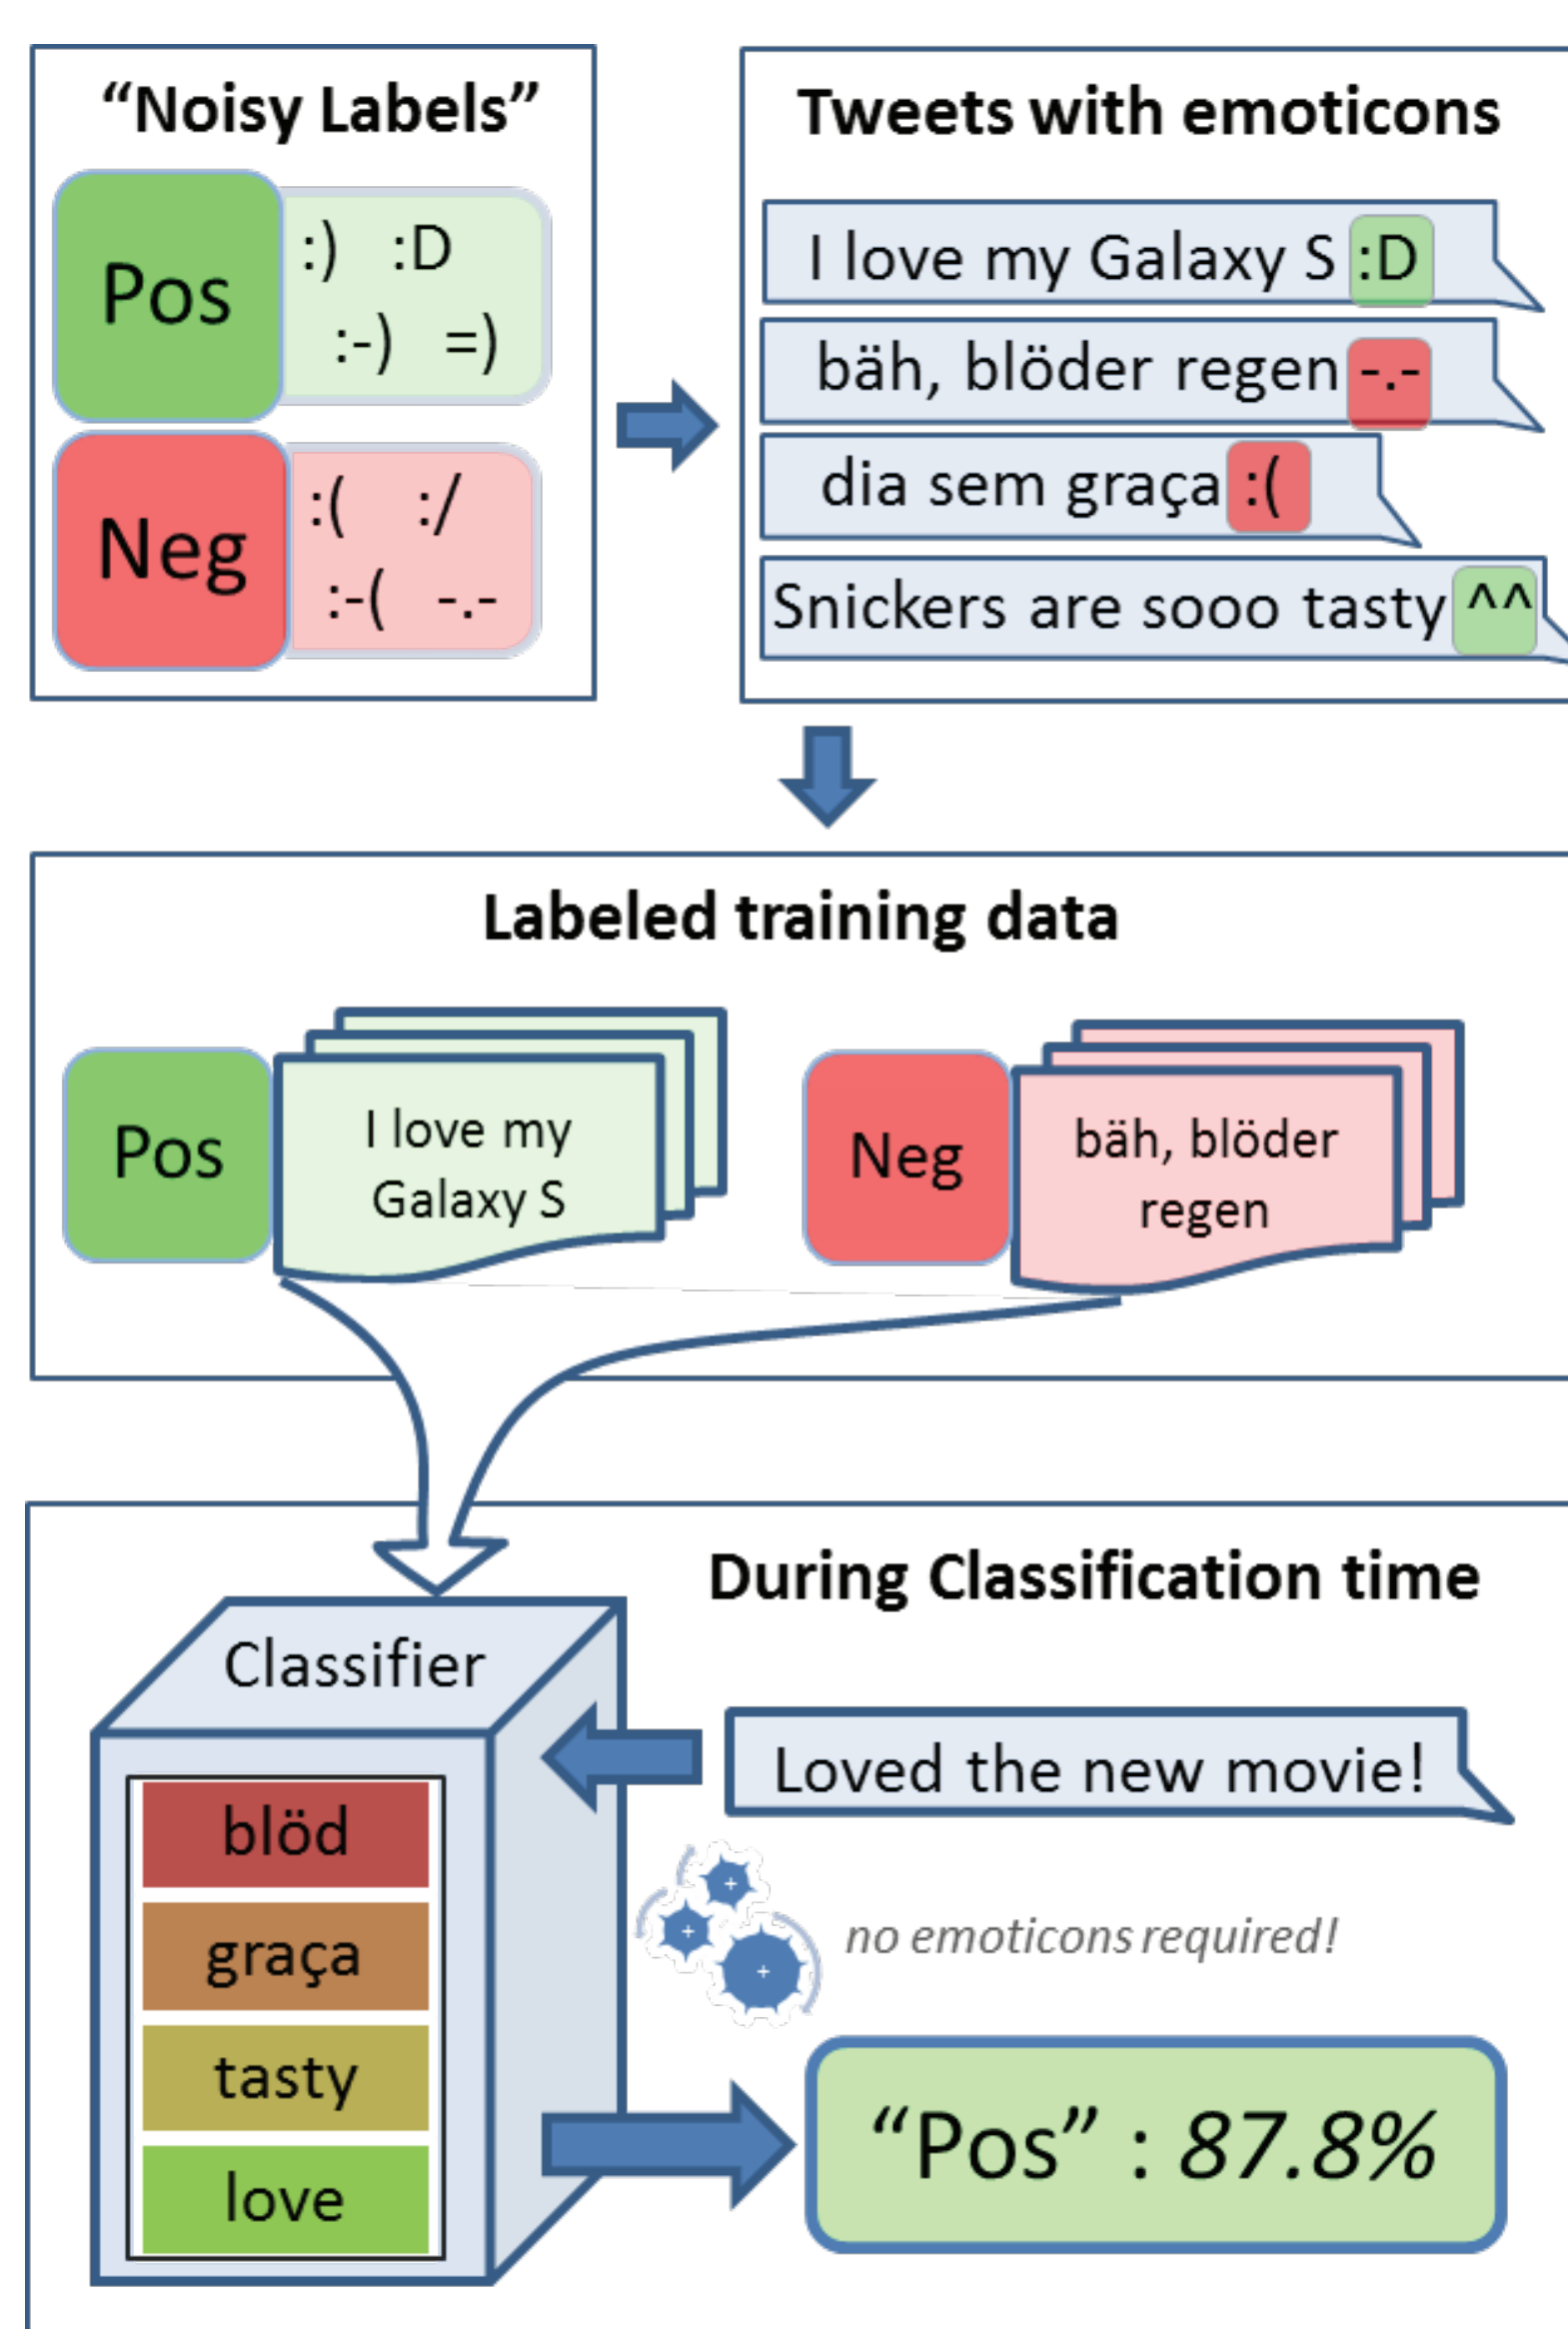 “Noisy Labels”
Pos
:) :D
:-) =)
Neg
:( :/
:-( -.-
Tweets with emoticons
I love my Galaxy S :D
bäh, blöder regen -.-
dia sem graça :(
Snickers are sooo tasty ^^
Labeled training data
Pos
I love my
Galaxy S
Neg
bäh, blöder
regen
During Classification time
Classifier
Loved the new movie!
blöd
graça
tasty
love
no emoticons required!
“Pos” : 87.8%